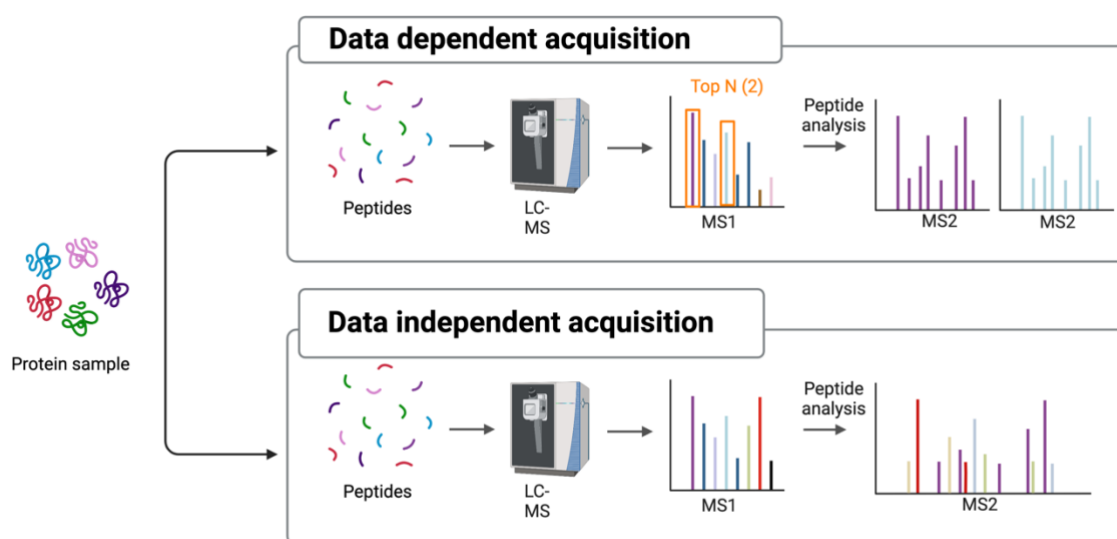 Data dependent acquisition
Top N (2)
Peptide
analysis
Peptides
LC-
MS
MS1
MS2
MS2
Protein sample
Data independent acquisition
Peptide
analysis
Peptides
LC-
MS
MS1
MS2